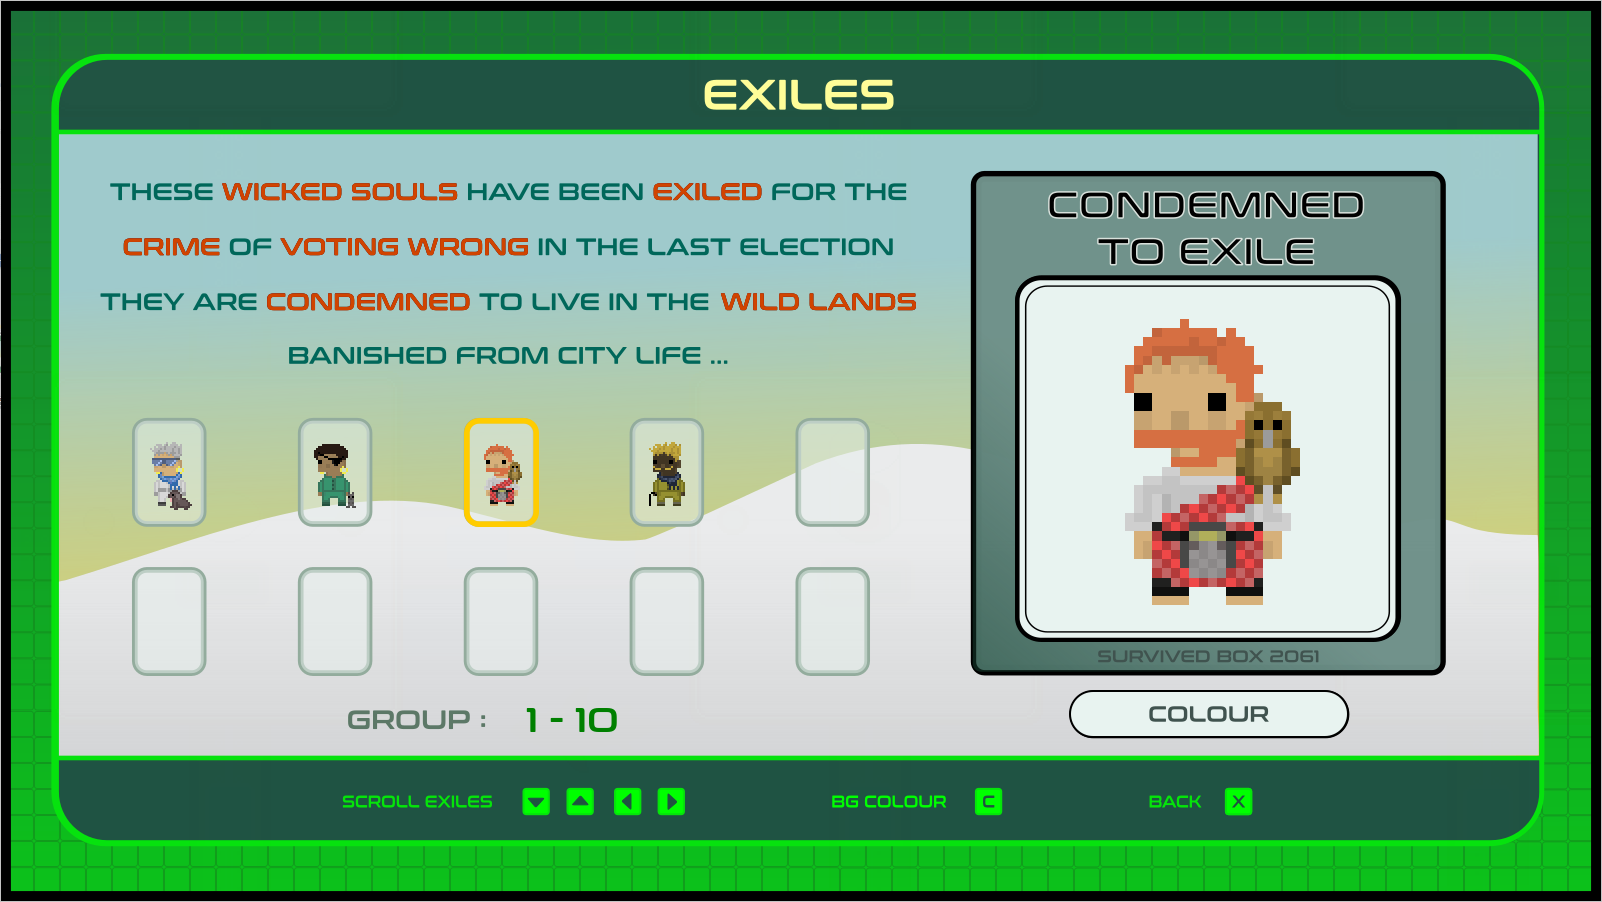 EXILES
THESE WICKED SOULS HAVE BEEN EXILED FOR THE
CRIME OF VOTING WRONG IN THE LAST ELECTION
THEY ARE CONDEMNED TO LIVE IN THE WILD LANDS
BANISHED FROM CITY LIFE ...
GROUP : 1 - 10
CONDEMNED
TO EXILE
SURVIVED BOX 2061
COLOUR
SCROLL EXILES
BG COLOUR C
BACK X